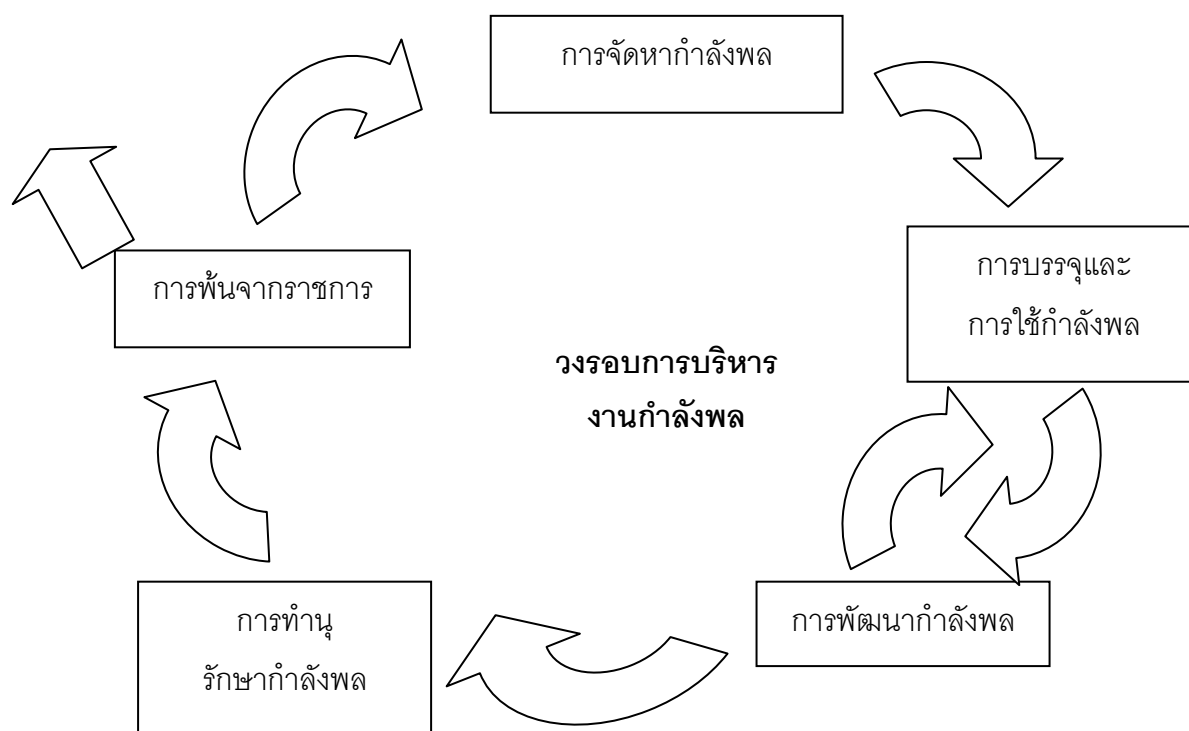 การจัดหากำลังพล
การบรรจุและ
การใช้กำลังพล
การพ้นจากราชการ
วงรอบการบริหาร
งานกำลังพล
การพัฒนากำลังพล
การทำนุ
รักษากำลังพล